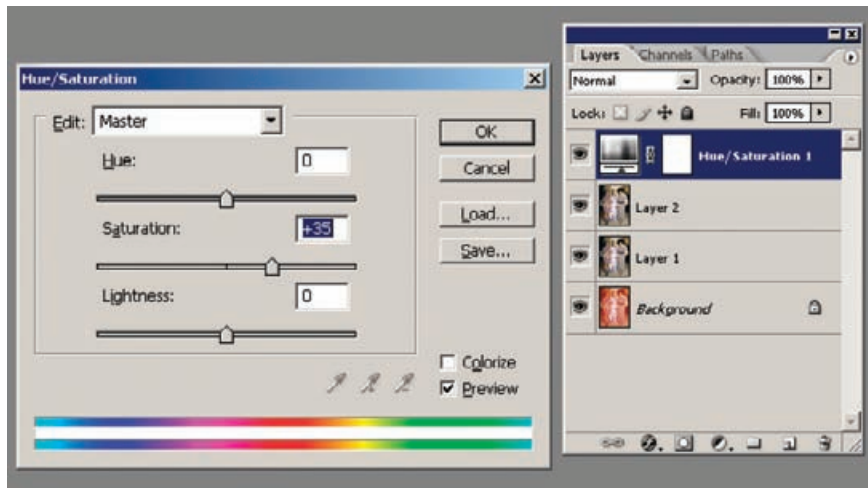 Hue/Saturation
Edit: Master
Hue: 0
Saturation: +35
Lightness: 0
OK
Cancel
Load...
Save...
Colorize
Preview
Layers Channels Paths
Normal Opacity: 100%
Lock: Fill: 100%
Hue/Saturation 1
Layer 2
Layer 1
Background